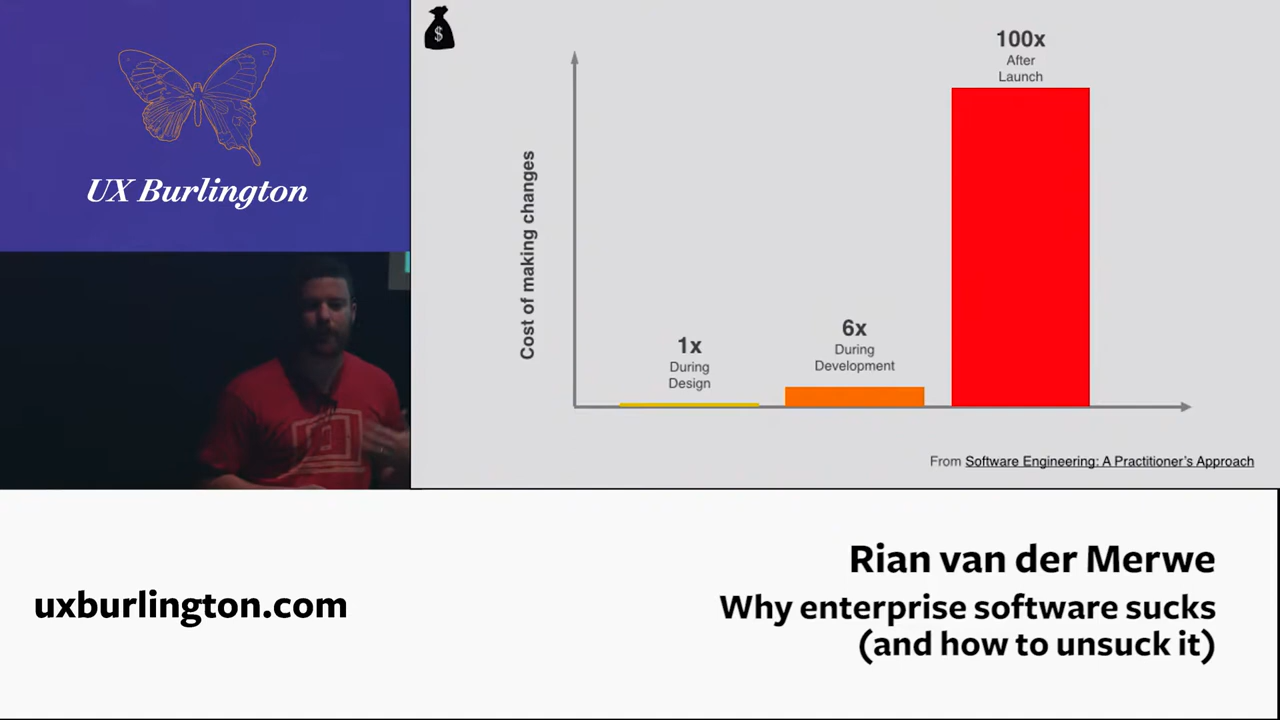 UX Burlington
$
100x
After
Launch
Cost of making changes
6x
During
Development
1x
During
Design
From Software Engineering: A Practitioner's Approach
uxburlington.com
Rian van der Merwe
Why enterprise software sucks
(and how to unsuck it)